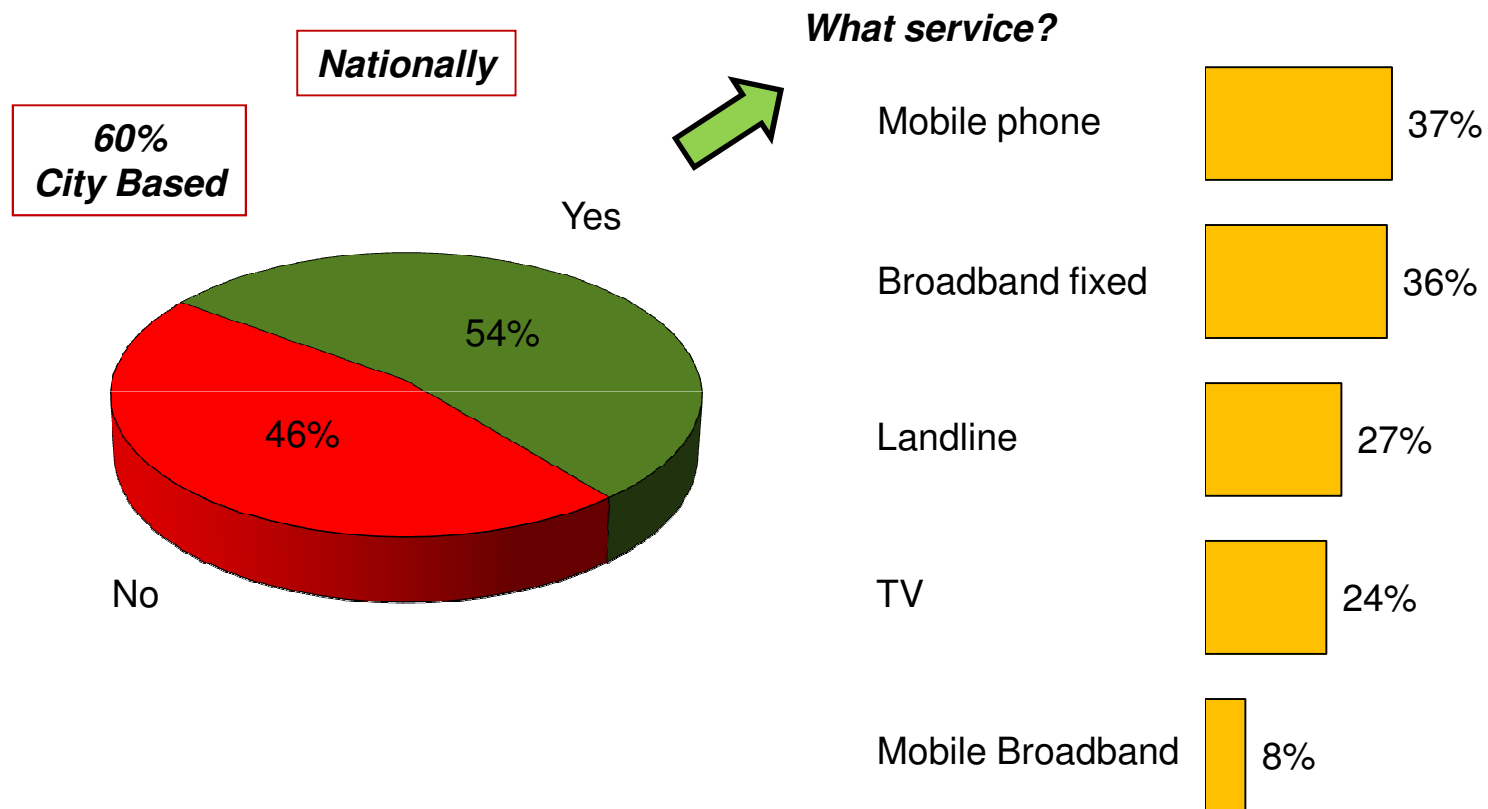 What service?
Nationally
60%
City Based
Yes
54%
46%
No
Mobile phone
37%
Broadband fixed
36%
Landline
27%
TV
24%
Mobile Broadband
8%